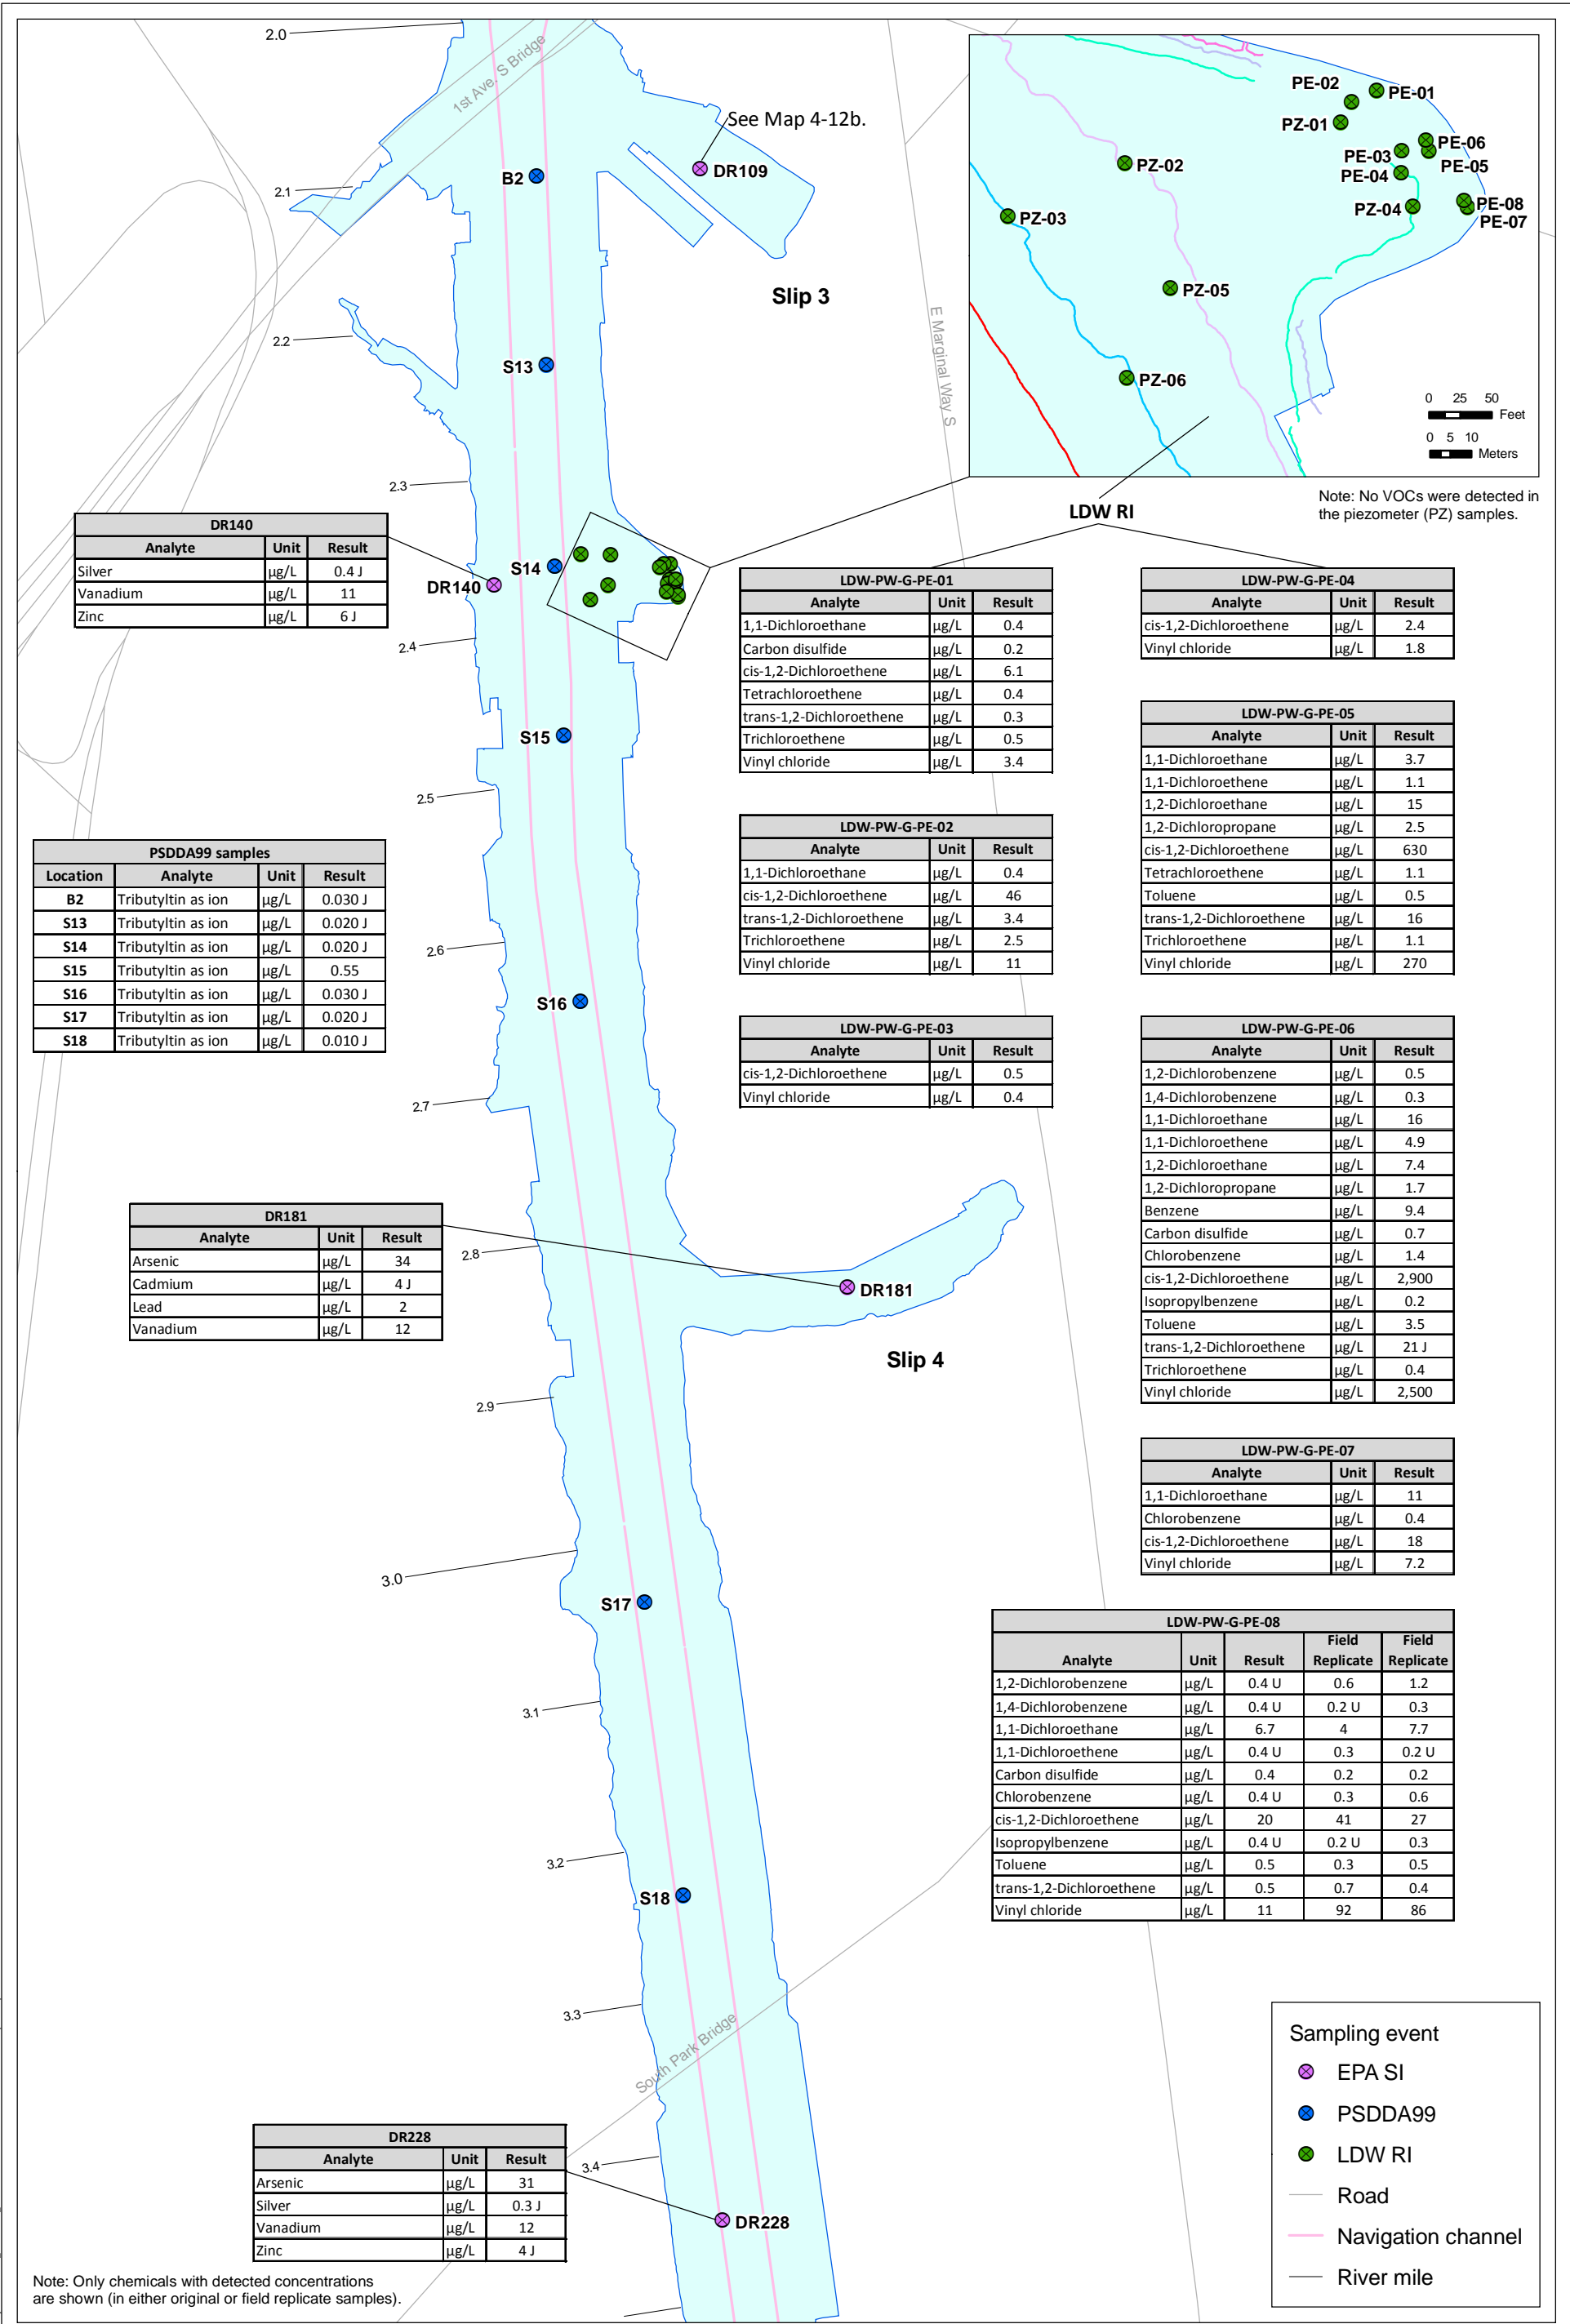 2.0
1st Ave. S Bridge
See Map 4-12b.
DR109
B2
2.1
Slip 3
2.2
S13
E Marginal Way S
PE-02
PE-01
PZ-01
PE-06
PE-03
PE-05
PE-04
PZ-02
PE-08
PZ-04
PE-07
PZ-03
PZ-05
PZ-06
0 25 50
Feet
0 5 10
Meters
Note: No VOCs were detected in
the piezometer (PZ) samples.
LDW RI
2.3
DR140
Analyte Unit Result
Silver µg/L 0.4 J
Vanadium µg/L 11
Zinc µg/L 6 J
S14
DR140
2.4
S15
2.5
LDW-PW-G-PE-01
Analyte Unit Result
1,1-Dichloroethane µg/L 0.4
Carbon disulfide µg/L 0.2
cis-1,2-Dichloroethene µg/L 6.1
Tetrachloroethene µg/L 0.4
trans-1,2-Dichloroethene µg/L 0.3
Trichloroethene µg/L 0.5
Vinyl chloride µg/L 3.4
LDW-PW-G-PE-04
Analyte Unit Result
cis-1,2-Dichloroethene µg/L 2.4
Vinyl chloride µg/L 1.8
LDW-PW-G-PE-05
Analyte Unit Result
1,1-Dichloroethane µg/L 3.7
1,1-Dichloroethene µg/L 1.1
1,2-Dichloroethane µg/L 15
1,2-Dichloropropane µg/L 2.5
cis-1,2-Dichloroethene µg/L 630
Tetrachloroethene µg/L 1.1
Toluene µg/L 0.5
trans-1,2-Dichloroethene µg/L 16
Trichloroethene µg/L 1.1
Vinyl chloride µg/L 270
LDW-PW-G-PE-02
Analyte Unit Result
1,1-Dichloroethane µg/L 0.4
cis-1,2-Dichloroethene µg/L 46
trans-1,2-Dichloroethene µg/L 3.4
Trichloroethene µg/L 2.5
Vinyl chloride µg/L 11
PSDDA99 samples
Location Analyte Unit Result
B2 Tributyltin as ion µg/L 0.030 J
S13 Tributyltin as ion µg/L 0.020 J
S14 Tributyltin as ion µg/L 0.020 J
S15 Tributyltin as ion µg/L 0.55
S16 Tributyltin as ion µg/L 0.030 J
S17 Tributyltin as ion µg/L 0.020 J
S18 Tributyltin as ion µg/L 0.010 J
2.6
S16
2.7
LDW-PW-G-PE-03
Analyte Unit Result
cis-1,2-Dichloroethene µg/L 0.5
Vinyl chloride µg/L 0.4
LDW-PW-G-PE-06
Analyte Unit Result
1,2-Dichlorobenzene µg/L 0.5
1,4-Dichlorobenzene µg/L 0.3
1,1-Dichloroethane µg/L 16
1,1-Dichloroethene µg/L 4.9
1,2-Dichloroethane µg/L 7.4
1,2-Dichloropropane µg/L 1.7
Benzene µg/L 9.4
Carbon disulfide µg/L 0.7
Chlorobenzene µg/L 1.4
cis-1,2-Dichloroethene µg/L 2,900
Isopropylbenzene µg/L 0.2
Toluene µg/L 3.5
trans-1,2-Dichloroethene µg/L 21 J
Trichloroethene µg/L 0.4
Vinyl chloride µg/L 2,500
DR181
Analyte Unit Result
Arsenic µg/L 34
Cadmium µg/L 4 J
Lead µg/L 2
Vanadium µg/L 12
2.8
DR181
Slip 4
2.9
LDW-PW-G-PE-07
Analyte Unit Result
1,1-Dichloroethane µg/L 11
Chlorobenzene µg/L 0.4
cis-1,2-Dichloroethene µg/L 18
Vinyl chloride µg/L 7.2
3.0
S17
3.1
LDW-PW-G-PE-08
Analyte Unit Result Field Replicate Field Replicate
1,2-Dichlorobenzene µg/L 0.4 U 0.6 1.2
1,4-Dichlorobenzene µg/L 0.4 U 0.2 U 0.3
1,1-Dichloroethane µg/L 6.7 4 7.7
1,1-Dichloroethene µg/L 0.4 U 0.3 0.2 U
Carbon disulfide µg/L 0.4 0.2 0.2
Chlorobenzene µg/L 0.4 U 0.3 0.6
cis-1,2-Dichloroethene µg/L 20 41 27
Isopropylbenzene µg/L 0.4 U 0.2 U 0.3
Toluene µg/L 0.5 0.3 0.5
trans-1,2-Dichloroethene µg/L 0.5 0.7 0.4
Vinyl chloride µg/L 11 92 86
3.2
S18
3.3
South Park Bridge
3.4
DR228
Analyte Unit Result
Arsenic µg/L 31
Silver µg/L 0.3 J
Vanadium µg/L 12
Zinc µg/L 4 J
DR228
Sampling event
EPA SI
PSDDA99
LDW RI
Road
Navigation channel
River mile
Note: Only chemicals with detected concentrations
are shown (in either original or field replicate samples).